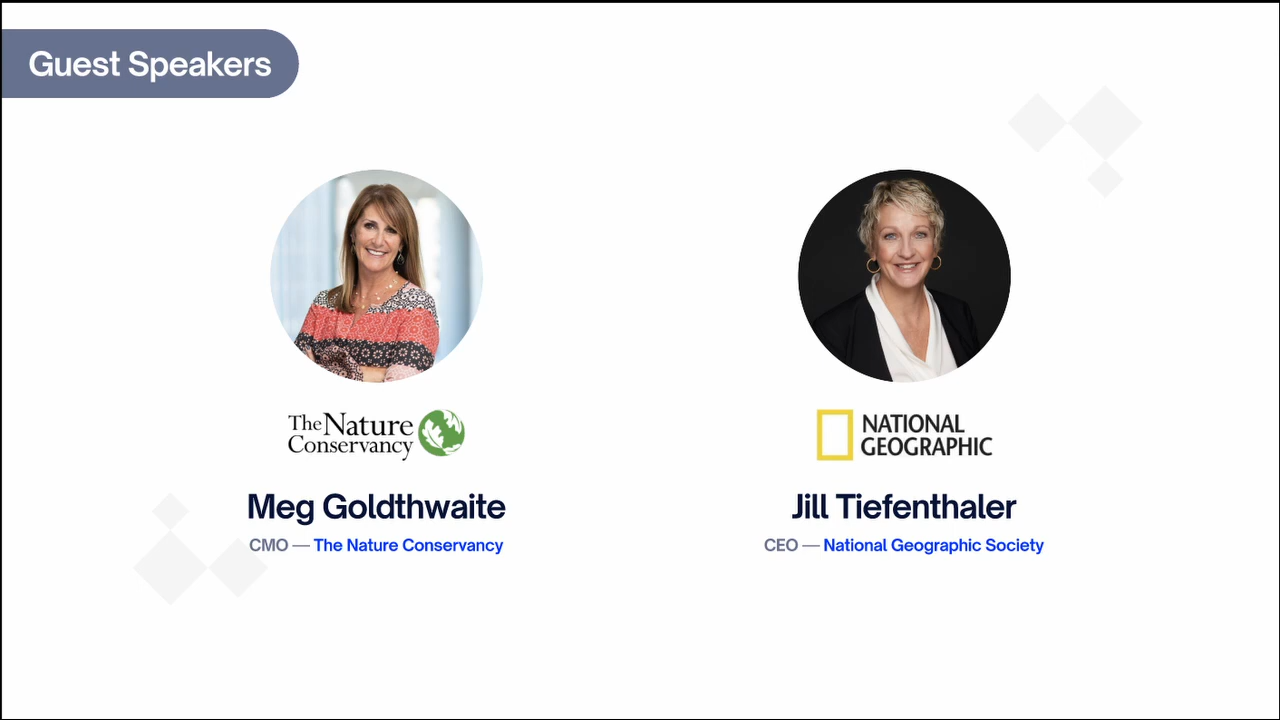 Guest Speakers
The Nature
Conservancy
Meg Goldthwaite
CMO — The Nature Conservancy
NATIONAL
GEOGRAPHIC
Jill Tiefenthaler
CEO — National Geographic Society